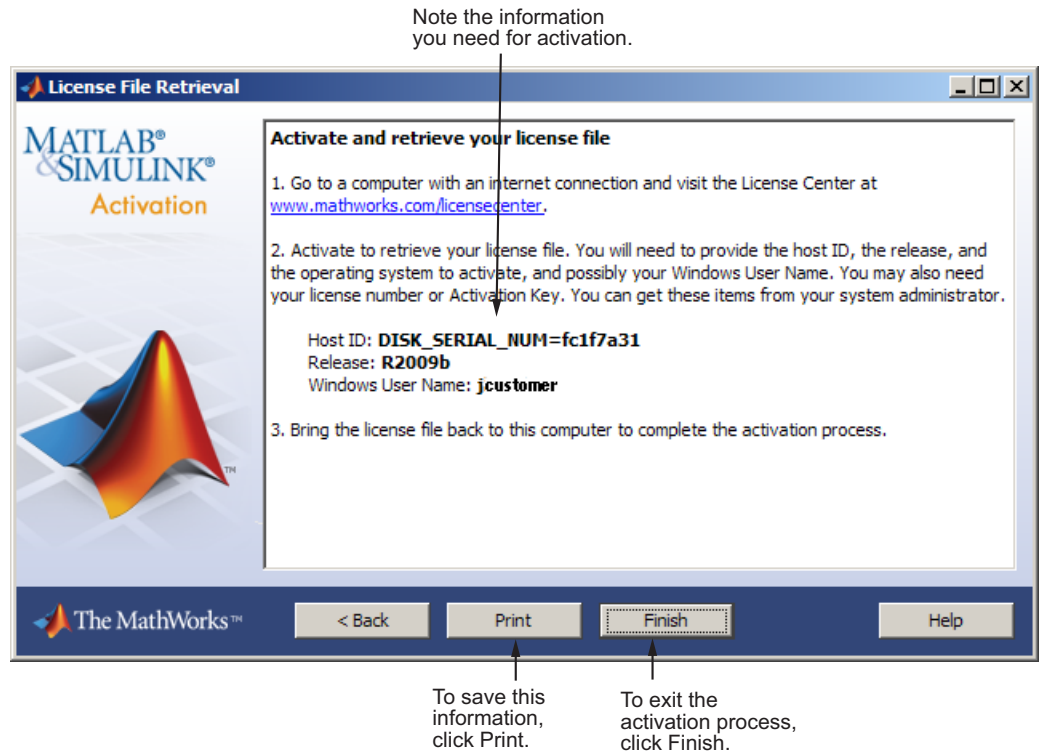 Note the information
you need for activation.
License File Retrieval
MATLAB®
&SIMULINK®
Activation
Activate and retrieve your license file
1. Go to a computer with an internet connection and visit the License Center at
www.mathworks.com/licensecenter.
2. Activate to retrieve your license file. You will need to provide the host ID, the release, and
the operating system to activate, and possibly your Windows User Name. You may also need
your license number or Activation Key. You can get these items from your system administrator.
Host ID: DISK_SERIAL_NUM=fc1f7a31
Release: R2009b
Windows User Name: jcustomer
3. Bring the license file back to this computer to complete the activation process.
TM
The MathWorks™
< Back
Print
Finish
Help
To save this
information,
click Print.
To exit the
activation process,
click Finish.